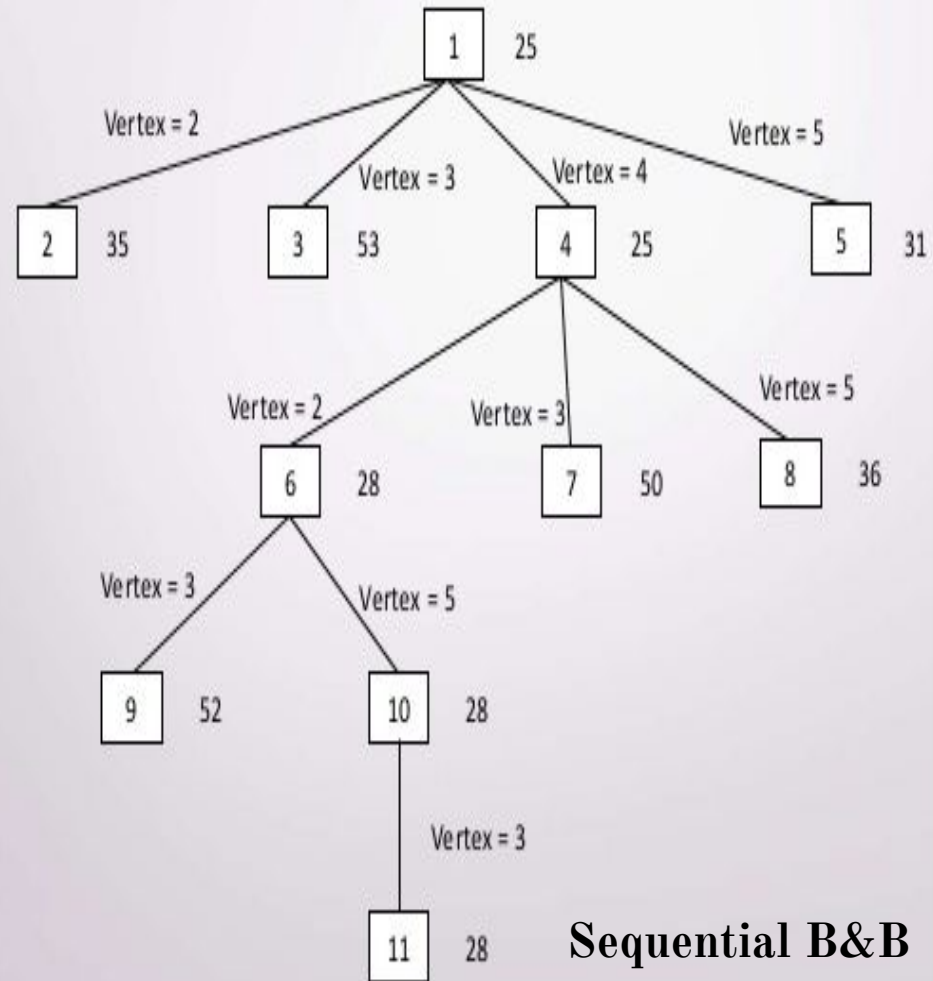 1 25
Vertex = 2
Vertex = 5
Vertex = 3
Vertex = 4
2 35
3 53
4 25
5 31
Vertex = 2
Vertex = 3
Vertex = 5
6 28
7 50
8 36
Vertex = 3
Vertex = 5
9 52
10 28
Vertex = 3
11 28
Sequential B&B